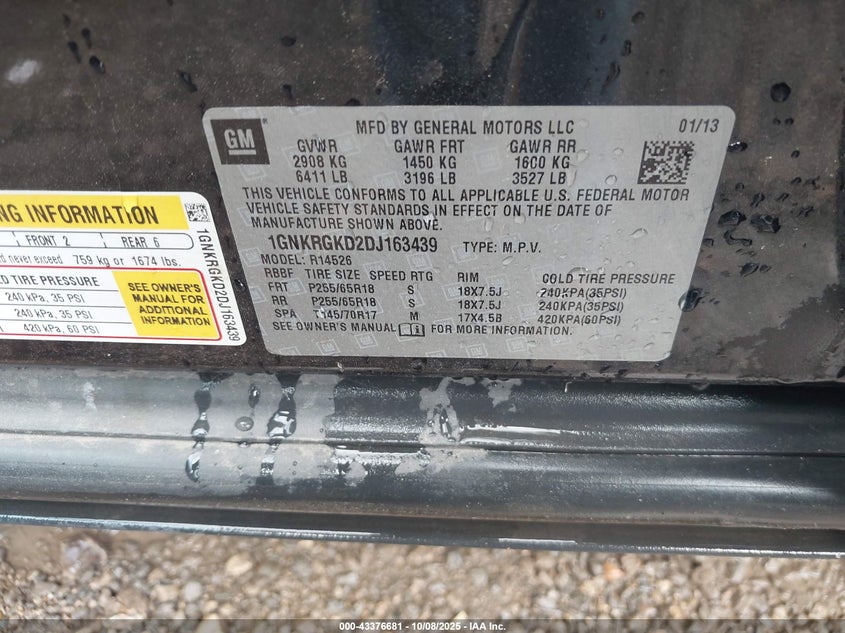 GM
MFD BY GENERAL MOTORS LLC 01/13
GVWR GAWR FRT GAWR RR
2908 KG 1450 KG 1600 KG
6411 LB 3196 LB 3527 LB
THIS VEHICLE CONFORMS TO ALL APPLICABLE U.S. FEDERAL MOTOR
VEHICLE SAFETY STANDARDS IN EFFECT ON THE DATE OF
MANUFACTURE SHOWN ABOVE.
1GNKRGKD2DJ163439 TYPE: M.P.V.
MODEL: R14526
RBBF TIRE SIZE SPEED RTG RIM COLD TIRE PRESSURE
FRT P255/65R18 S 18X7.5J 240KPA(35PSI)
RR P255/65R18 S 18X7.5J 240KPA(35PSI)
SPA T145/70R17 M 17X4.5B 420KPA(60PSI)
SEE OWNER'S MANUAL FOR MORE INFORMATION.
INFORMATION
FRONT 2 REAR 6
never exceed 759 kg or 1674 lbs.
TIRE PRESSURE
240 kPa, 35 PSI
240 kPa, 35 PSI
420 kPa, 60 PSI
SEE OWNER'S
MANUAL FOR
ADDITIONAL
INFORMATION
1GNKRGKD2DJ163439
000-43376681 - 10/08/2025 - IAA Inc.